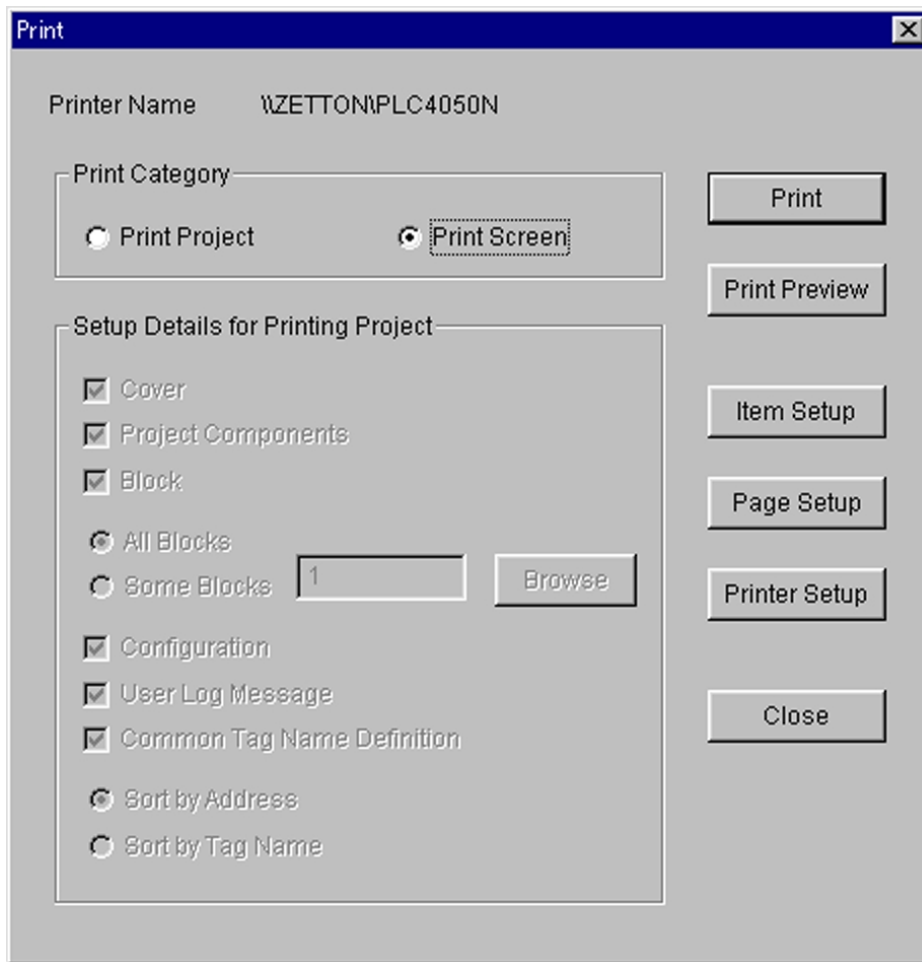 Print
Printer Name \\ZETTON\PLC4050N
Print Category
Print Project Print Screen
Print
Print Preview
Setup Details for Printing Project
Cover
Project Components
Block
All Blocks
Some Blocks 1 Browse
Configuration
User Log Message
Common Tag Name Definition
Sort by Address
Sort by Tag Name
Item Setup
Page Setup
Printer Setup
Close